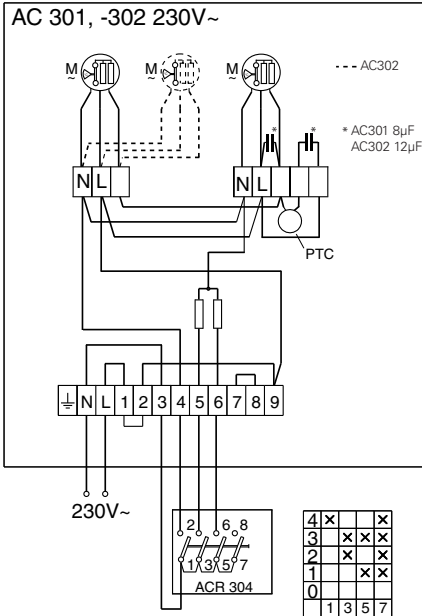 AC 301, -302 230V~
M
~
M
~
M
~
--- AC302
* *
* AC301 8µF
AC302 12µF
N L
N L
PTC
N L 1 2 3 4 5 6 7 8 9
230V~
2 6 8
1 3 5 7
ACR 304
4 × ×
3 × × ×
2 × ×
1 × ×
0
1 3 5 7